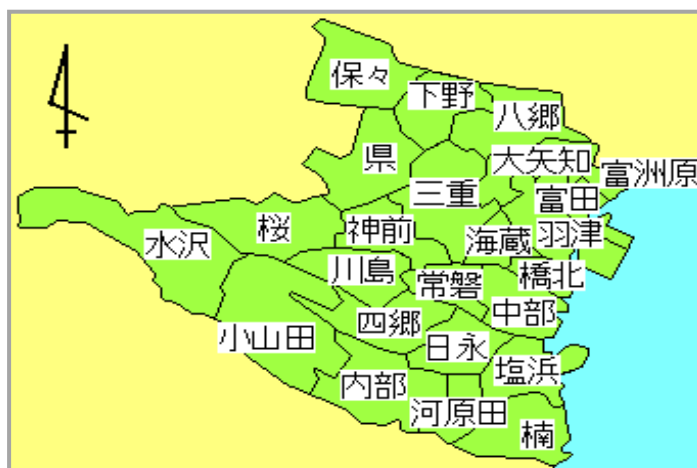 保々
下野
八郷
県
大矢知
富洲原
三重
富田
水沢
桜
神前
海蔵
羽津
川島
常磐
橋北
小山田
四郷
中部
日永
塩浜
内部
河原田
楠